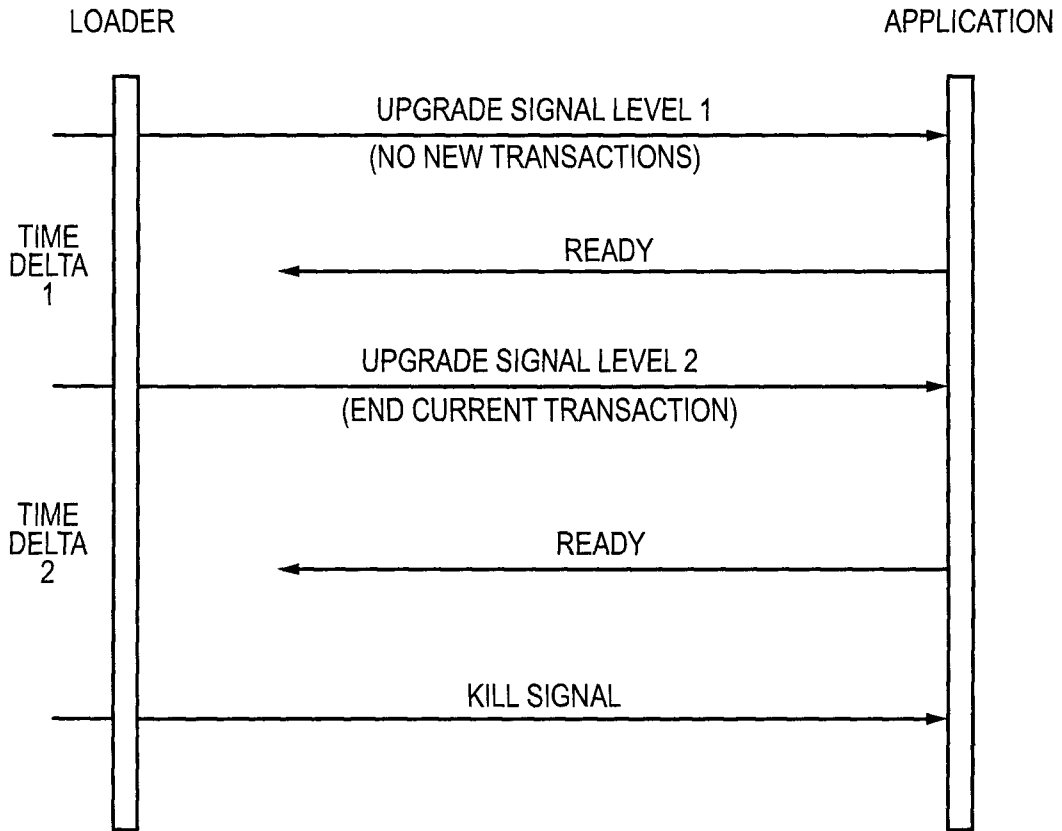 LOADER
APPLICATION
UPGRADE SIGNAL LEVEL 1
(NO NEW TRANSACTIONS)
TIME
DELTA
1
READY
UPGRADE SIGNAL LEVEL 2
(END CURRENT TRANSACTION)
TIME
DELTA
2
READY
KILL SIGNAL